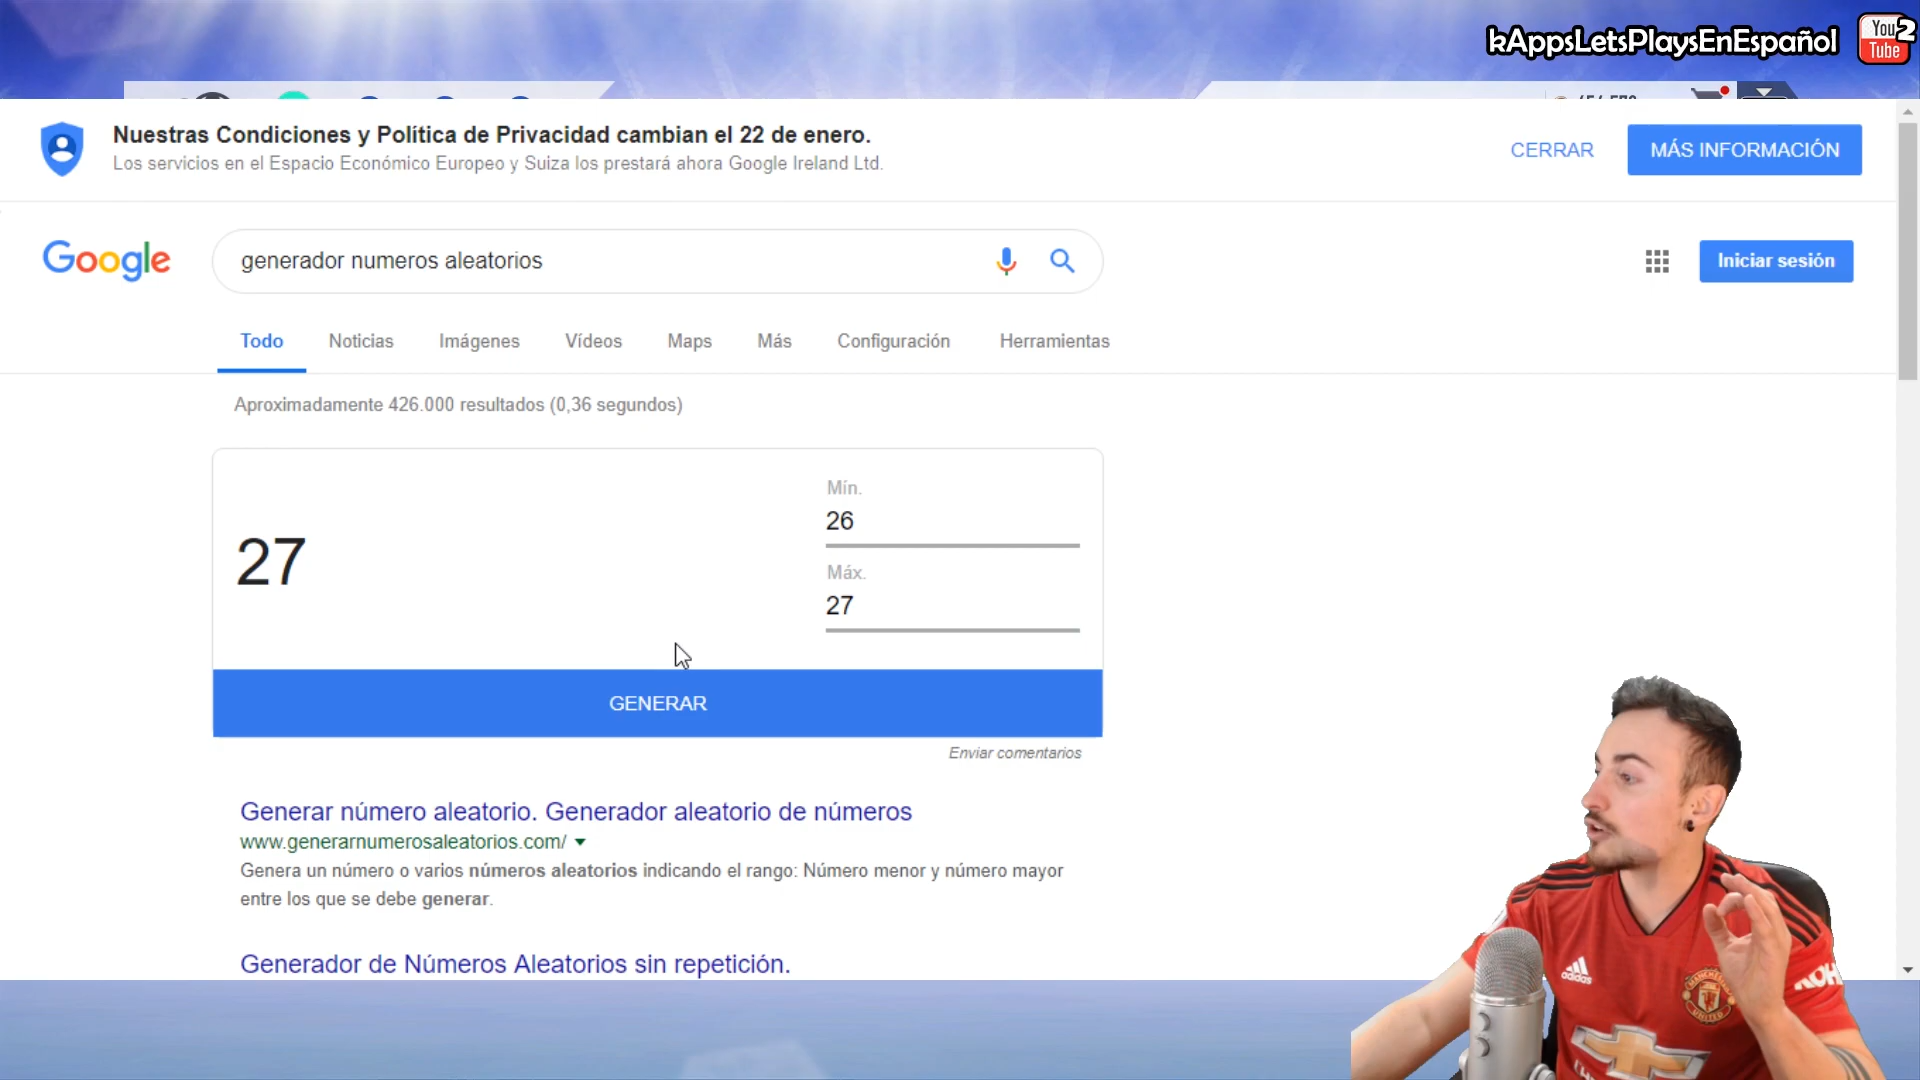 kAppsLetsPlaysEnEspañol
You2
Tube
Nuestras Condiciones y Política de Privacidad cambian el 22 de enero.
Los servicios en el Espacio Económico Europeo y Suiza los prestará ahora Google Ireland Ltd.
CERRAR
MÁS INFORMACIÓN
Google
generador numeros aleatorios
Iniciar sesión
Todo Noticias Imágenes Vídeos Maps Más Configuración Herramientas
Aproximadamente 426.000 resultados (0,36 segundos)
Mín.
26
27
Máx.
27
GENERAR
Enviar comentarios
Generar número aleatorio. Generador aleatorio de números
www.generarnumerosaleatorios.com/
Genera un número o varios números aleatorios indicando el rango: Número menor y número mayor
entre los que se debe generar.
Generador de Números Aleatorios sin repetición.
adidas